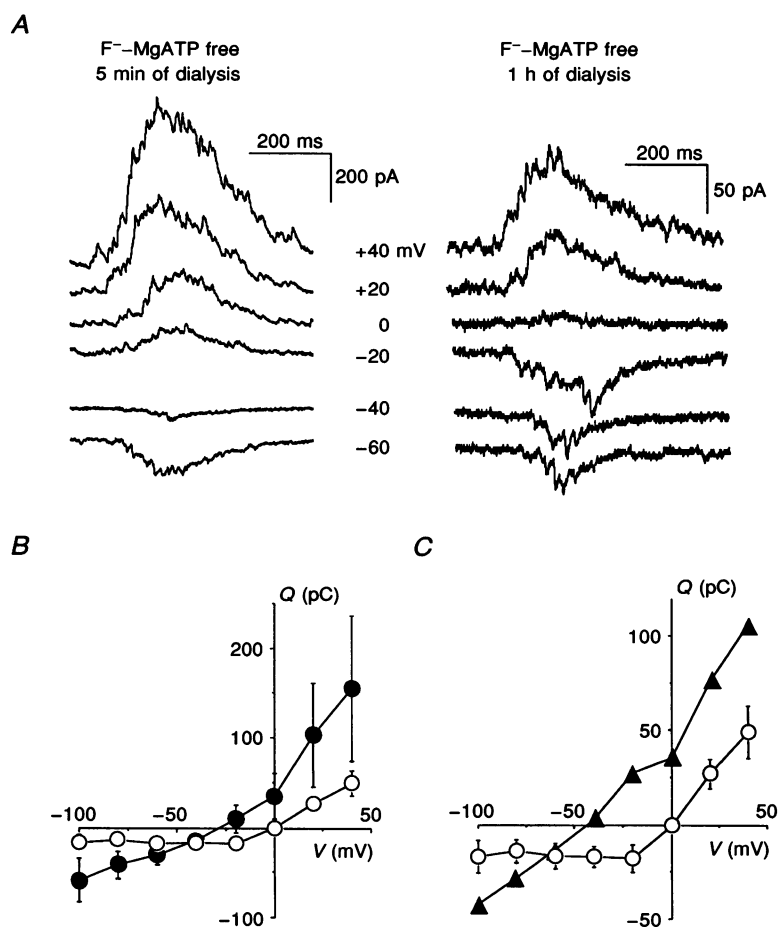 A
F⁻–MgATP free
5 min of dialysis
F⁻–MgATP free
1 h of dialysis
200 ms
200 pA
200 ms
50 pA
+40 mV
+20
0
−20
−40
−60
B
C
Q (pC)
200
100
−100
−50
50
V (mV)
−100
Q (pC)
100
50
−100
−50
50
V (mV)
−50